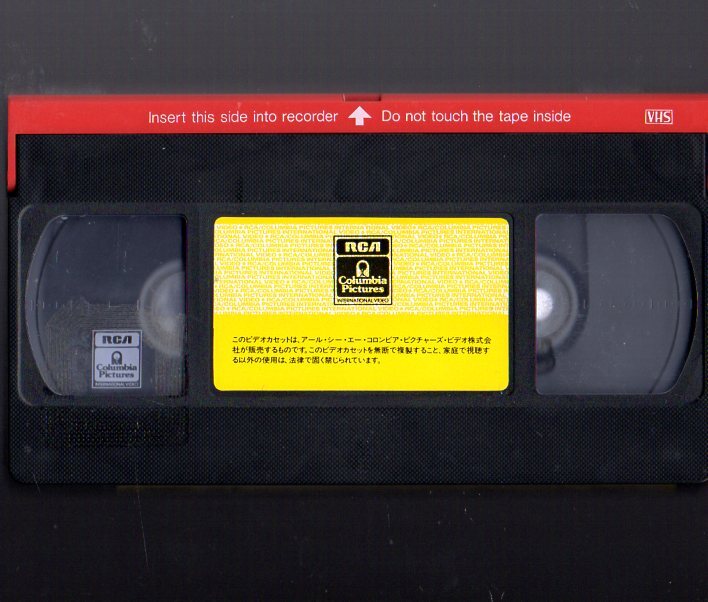 Insert this side into recorder Do not touch the tape inside VHS
RCA
Columbia
Pictures
INTERNATIONAL VIDEO
このビデオカセットは、アール・シー・エー・コロンビア・ピクチャーズ・ビデオ株式会
社が販売するものです。このビデオカセットを無断で複製すること、家庭で視聴す
る以外の使用は、法律で固く禁じられています。
RCA
Columbia
Pictures
INTERNATIONAL VIDEO